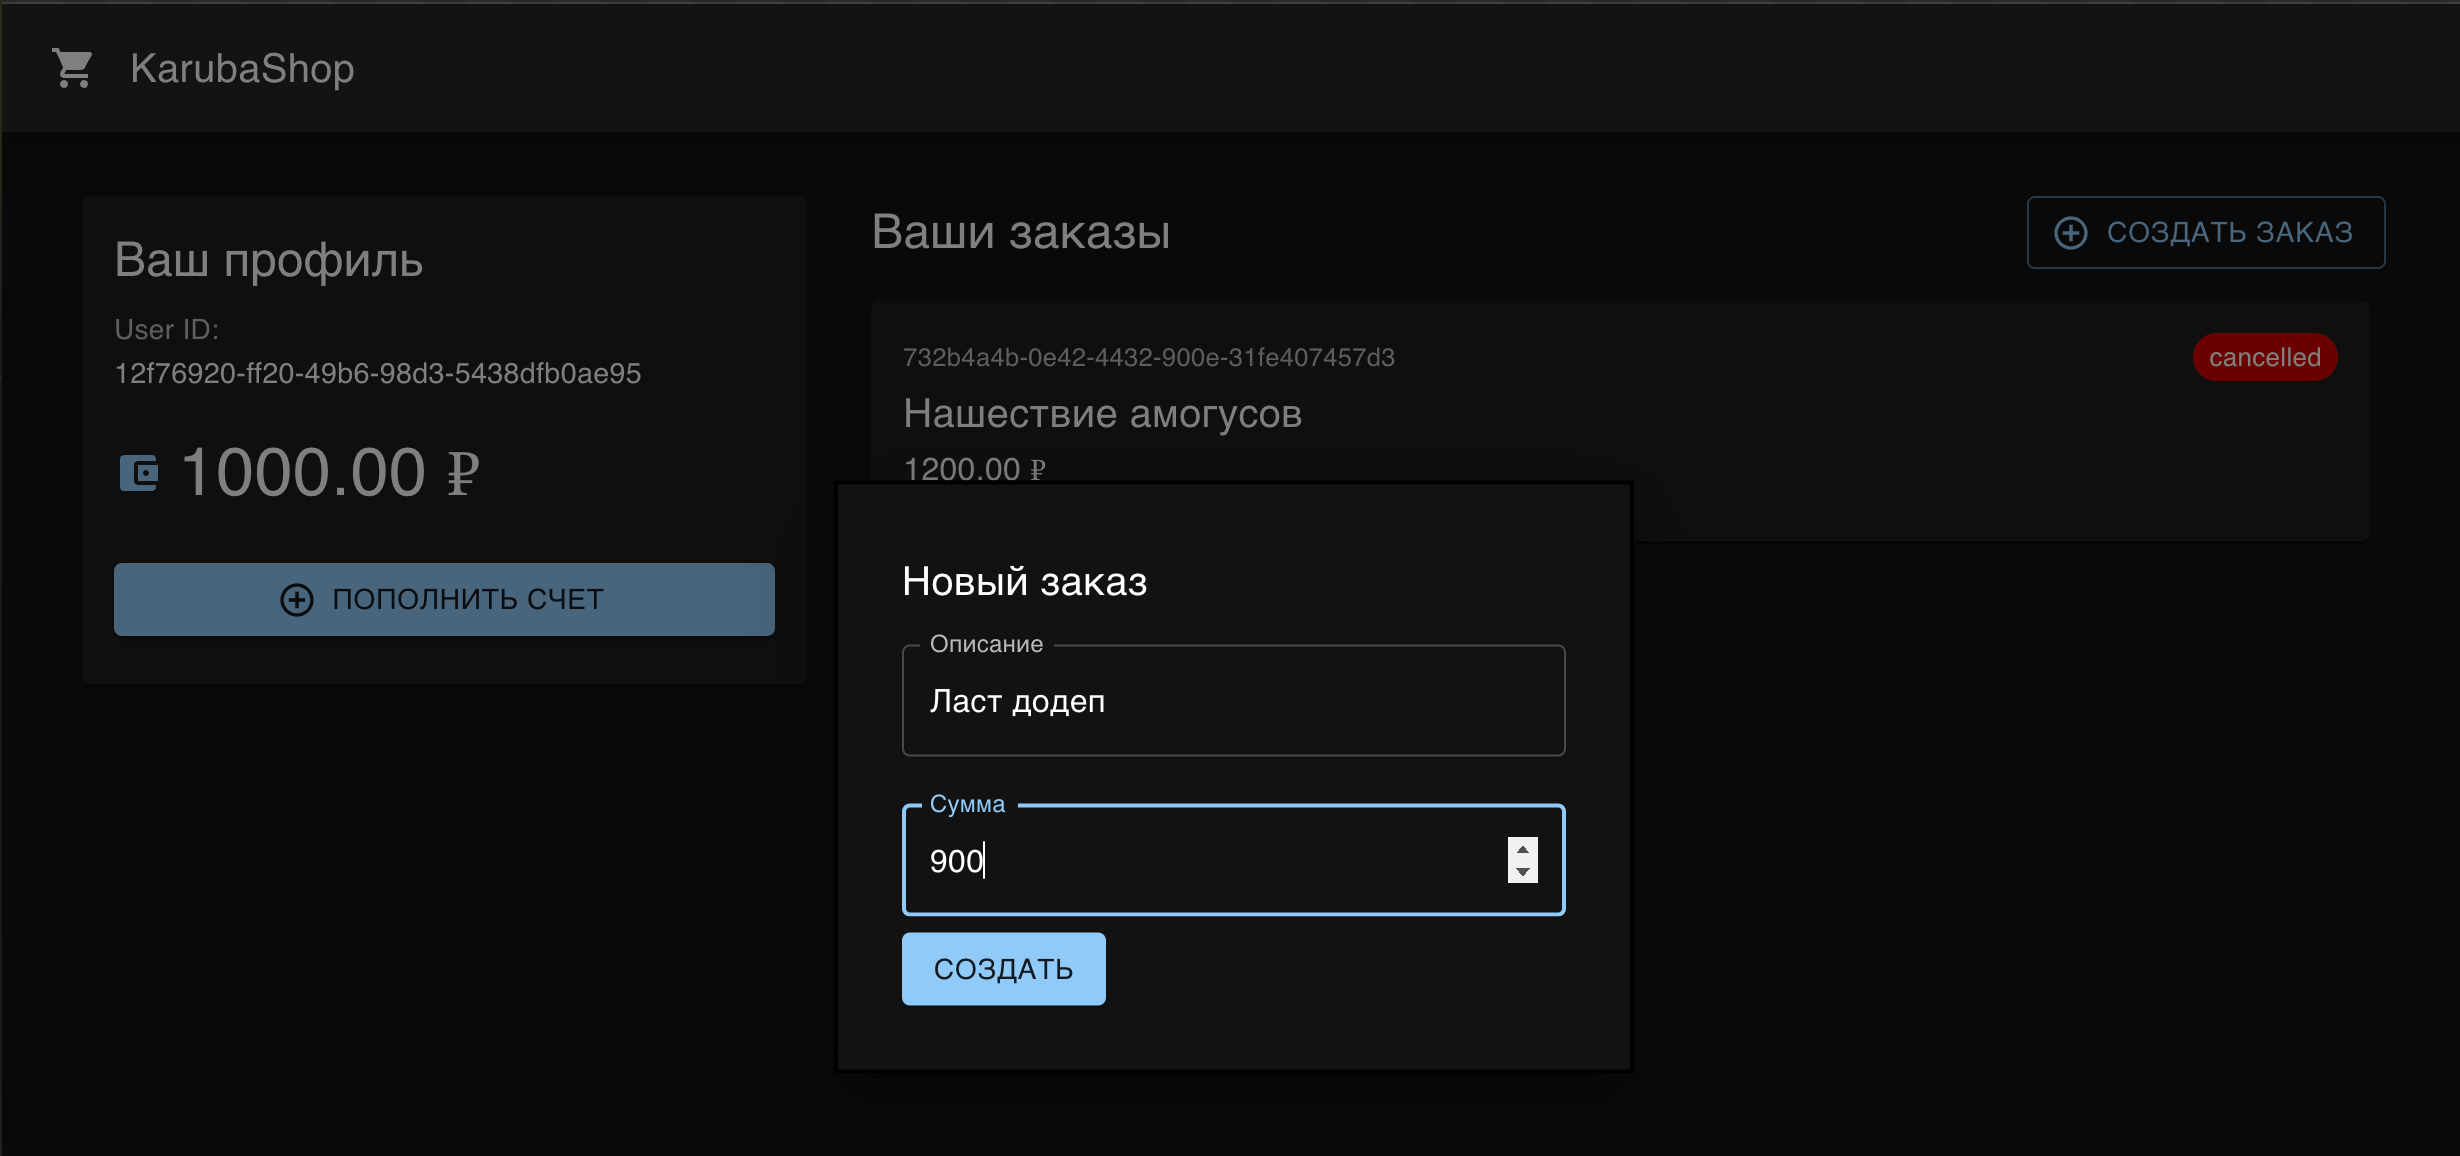 KarubaShop
Ваш профиль
User ID:
12f76920-ff20-49b6-98d3-5438dfb0ae95
1000.00 ₽
ПОПОЛНИТЬ СЧЕТ
Ваши заказы
СОЗДАТЬ ЗАКАЗ
732b4a4b-0e42-4432-900e-31fe407457d3
cancelled
Нашествие амогусов
1200.00 ₽
Новый заказ
Описание
Ласт додеп
Сумма
900
СОЗДАТЬ